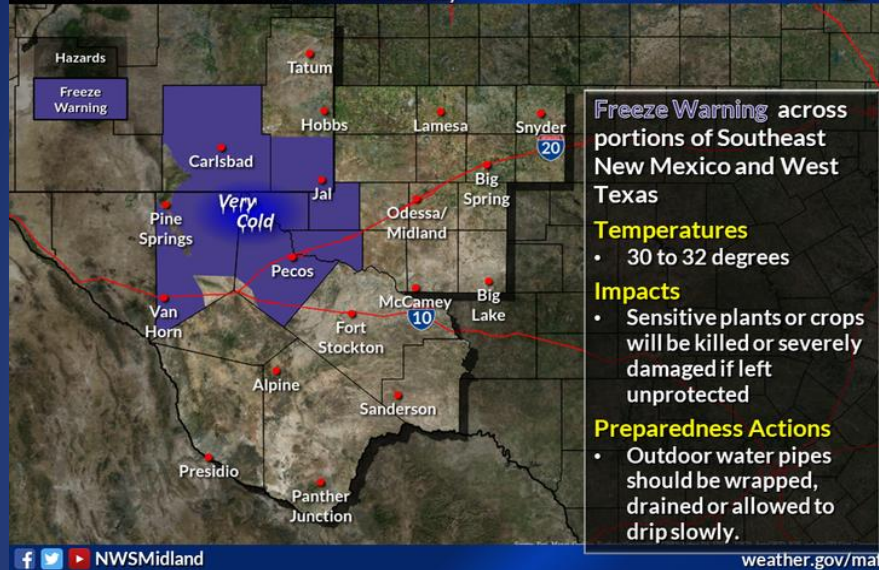 Hazards
Freeze
Warning
Tatum
Hobbs
Lamesa
Snyder
20
Carlsbad
Jal
Big
Spring
Very
Cold
Pine
Springs
Odessa/
Midland
Pecos
Van
Horn
McCamey
Big
Lake
10
Fort
Stockton
Alpine
Sanderson
Presidio
Panther
Junction
Freeze Warning across
portions of Southeast
New Mexico and West
Texas
Temperatures
• 30 to 32 degrees
Impacts
• Sensitive plants or crops
will be killed or severely
damaged if left
unprotected
Preparedness Actions
• Outdoor water pipes
should be wrapped,
drained or allowed to
drip slowly.
NWSMidland
weather.gov/maf